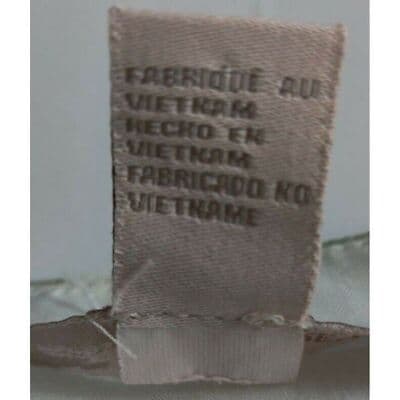 FABRIQUÉ AU
VIETNAM
HECHO EN
VIETNAM
FABRICADO NO
VIETNAME